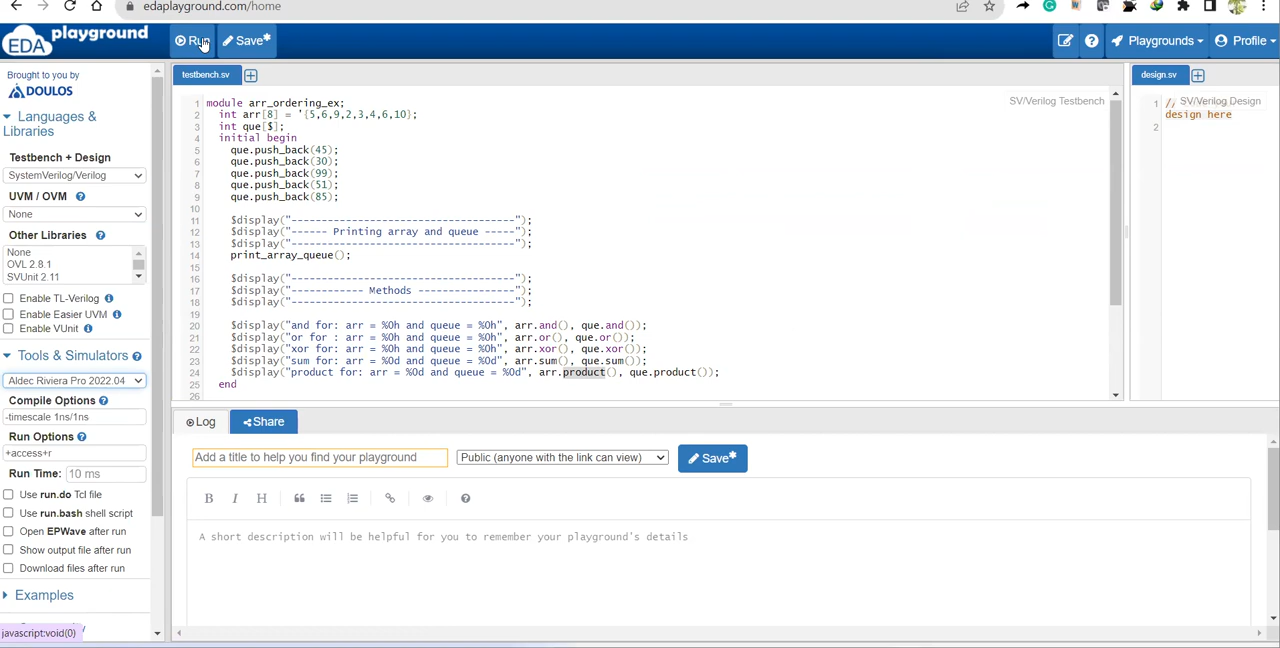 edaplayground.com/home
EDA playground
Run
Save*
Playgrounds
Profile
Brought to you by
DOULOS
Languages &
Libraries
Testbench + Design
SystemVerilog/Verilog
UVM / OVM
None
Other Libraries
None
OVL 2.8.1
SVUnit 2.11
Enable TL-Verilog
Enable Easier UVM
Enable VUnit
Tools & Simulators
Aldec Riviera Pro 2022.04
Compile Options
-timescale 1ns/1ns
Run Options
+access+r
Run Time: 10 ms
Use run.do Tcl file
Use run.bash shell script
Open EPWave after run
Show output file after run
Download files after run
Examples
javascript:void(0)
testbench.sv
SV/Verilog Testbench
1 module arr_ordering_ex;
2 int arr[8] = '{5,6,9,2,3,4,6,10};
3 int que[$];
4 initial begin
5 que.push_back(45);
6 que.push_back(30);
7 que.push_back(99);
8 que.push_back(51);
9 que.push_back(85);
10
11 $display("-------------------------------------");
12 $display("------ Printing array and queue -----");
13 $display("-------------------------------------");
14 print_array_queue();
15
16 $display("-------------------------------------");
17 $display("------------ Methods ----------------");
18 $display("-------------------------------------");
19
20 $display("and for: arr = %0h and queue = %0h", arr.and(), que.and());
21 $display("or for : arr = %0h and queue = %0h", arr.or(), que.or());
22 $display("xor for: arr = %0h and queue = %0h", arr.xor(), que.xor());
23 $display("sum for: arr = %0d and queue = %0d", arr.sum(), que.sum());
24 $display("product for: arr = %0d and queue = %0d", arr.product(), que.product());
25 end
26
design.sv
SV/Verilog Design
1 //
design here
2
Log
Share
Add a title to help you find your playground
Public (anyone with the link can view)
Save*
B I H
A short description will be helpful for you to remember your playground's details